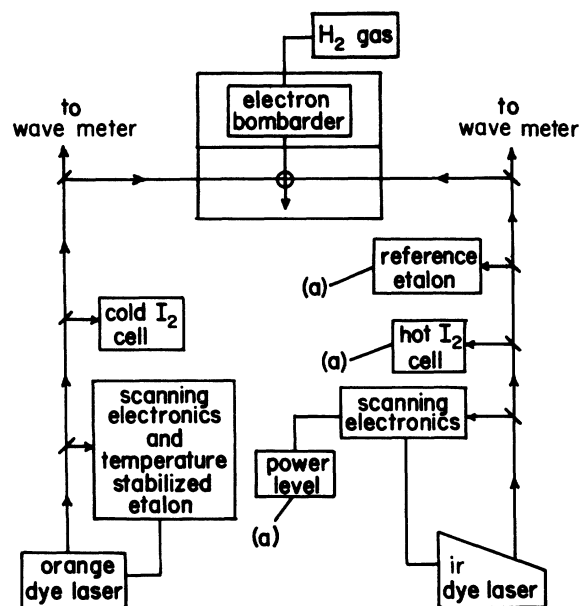 H2 gas
electron
bombarder
to
wave meter
to
wave meter
reference
etalon
(a)
cold I2
cell
hot I2
cell
(a)
scanning
electronics
and
temperature
stabilized
etalon
scanning
electronics
power
level
(a)
orange
dye laser
ir
dye laser